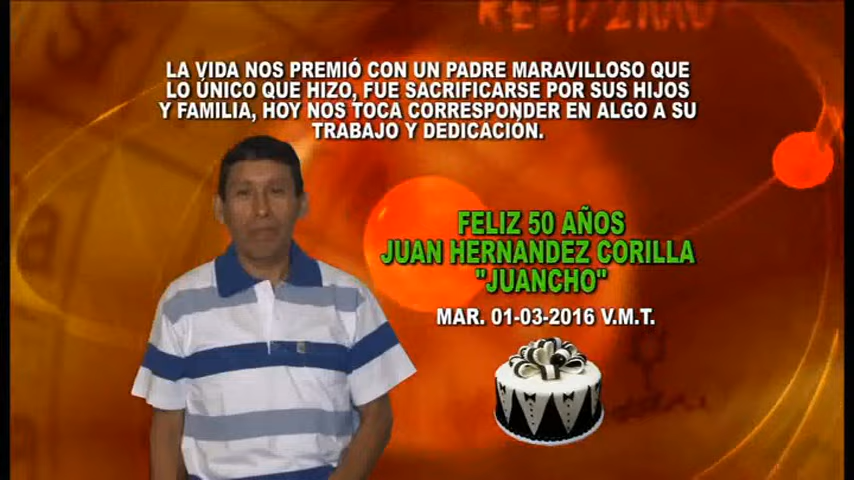 LA VIDA NOS PREMIÓ CON UN PADRE MARAVILLOSO QUE
LO ÚNICO QUE HIZO, FUE SACRIFICARSE POR SUS HIJOS
Y FAMILIA, HOY NOS TOCA CORRESPONDER EN ALGO A SU
TRABAJO Y DEDICACIÓN.
FELIZ 50 AÑOS
JUAN HERNANDEZ CORILLA
"JUANCHO"
MAR. 01-03-2016 V.M.T.